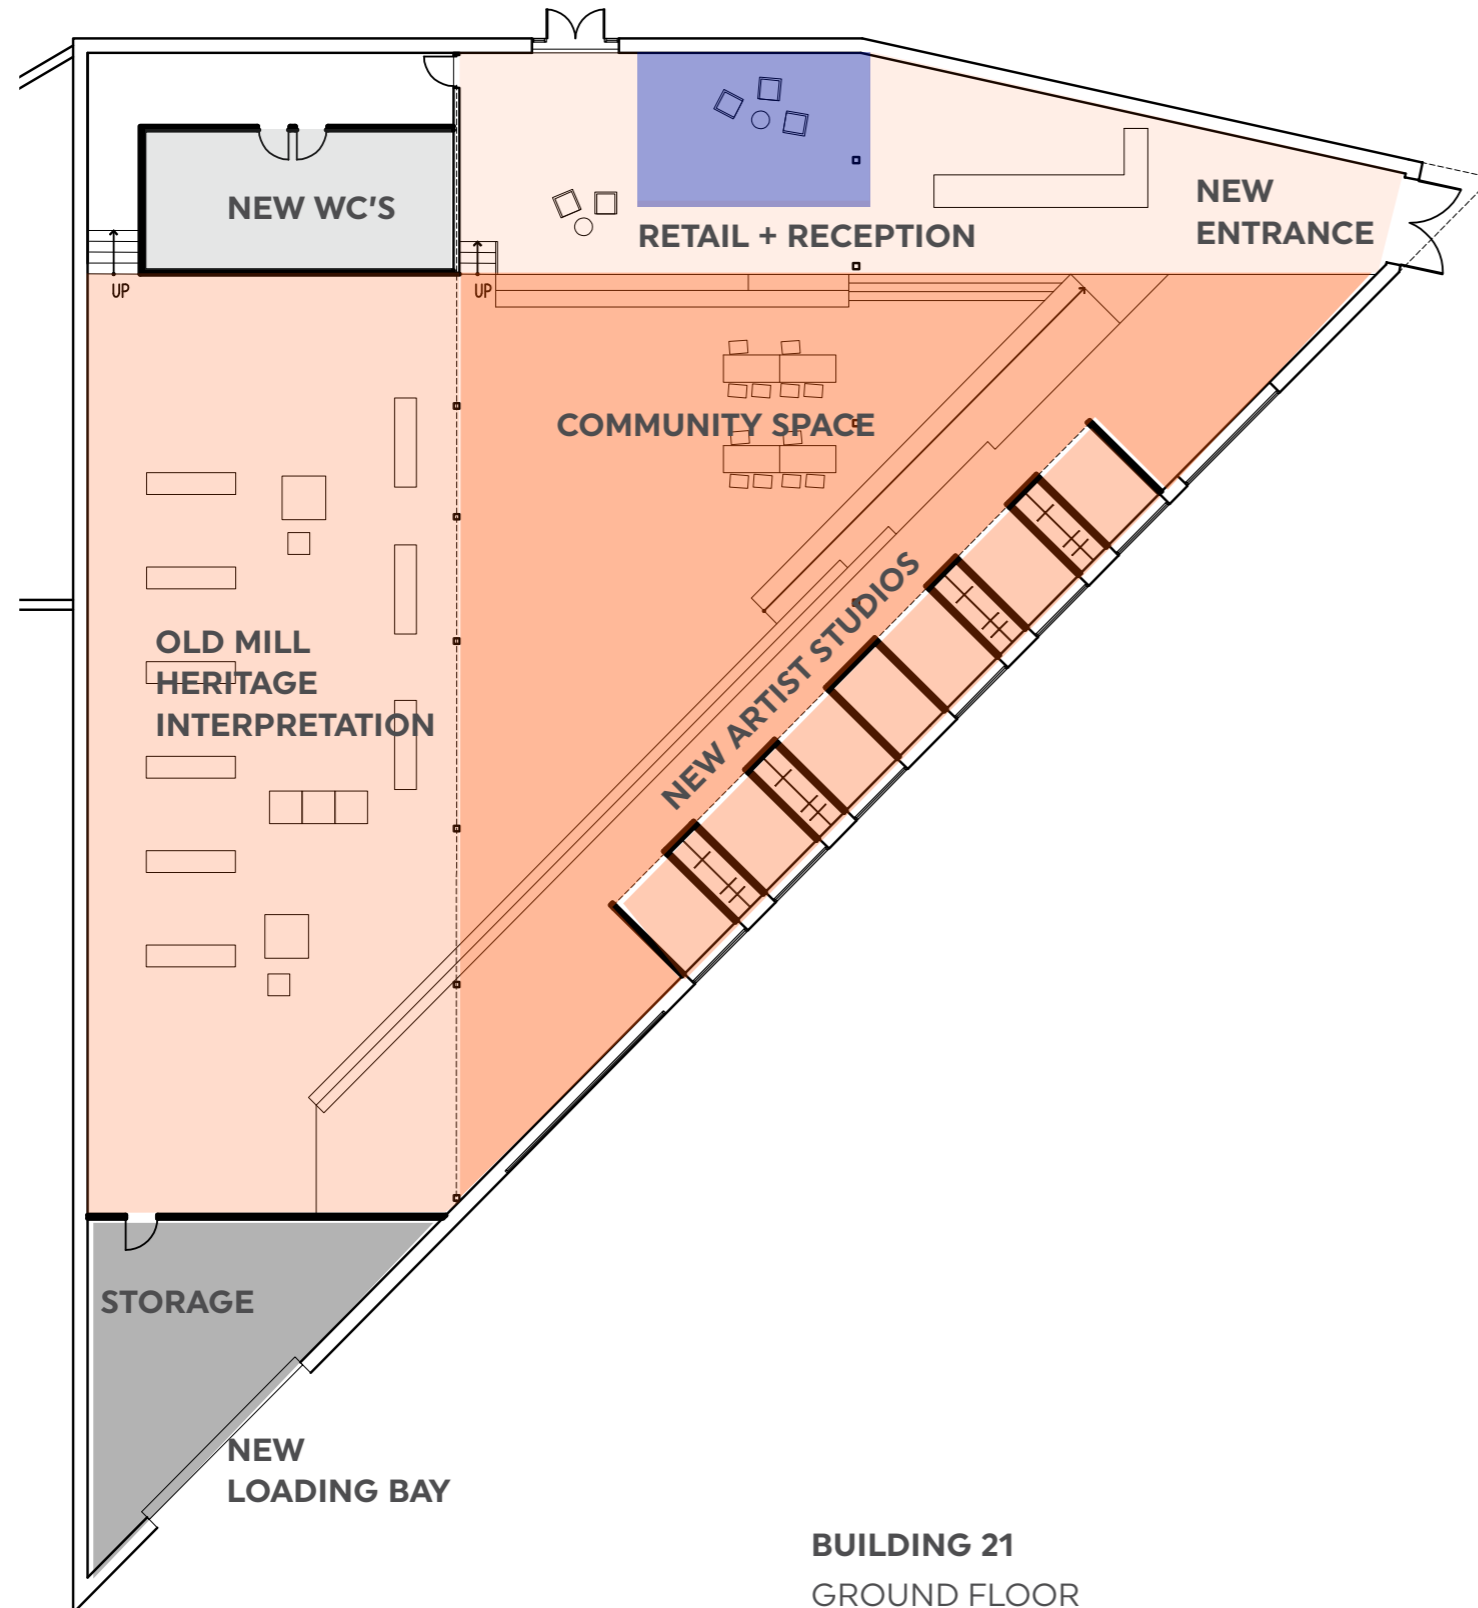 NEW WC'S
NEW
ENTRANCE
RETAIL + RECEPTION
UP
UP
COMMUNITY SPACE
NEW ARTIST STUDIOS
OLD MILL
HERITAGE
INTERPRETATION
STORAGE
NEW
LOADING BAY
BUILDING 21
GROUND FLOOR